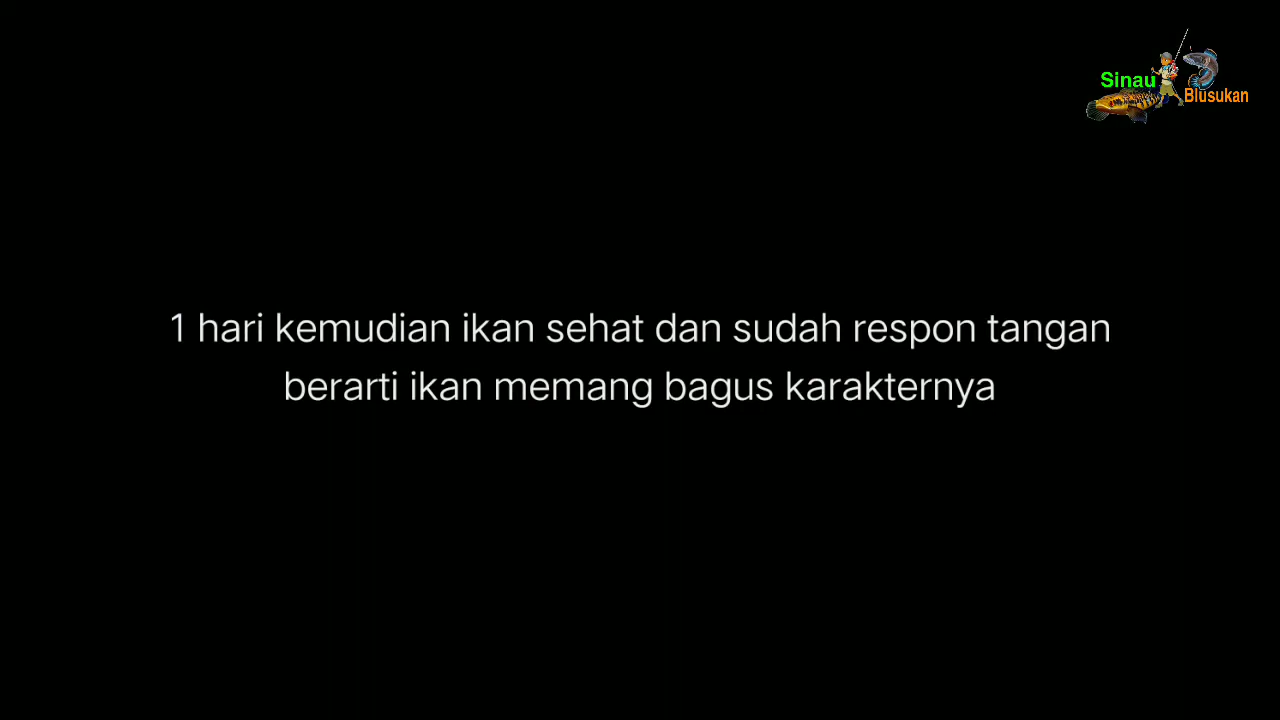 Sinau
Blusukan
1 hari kemudian ikan sehat dan sudah respon tangan
berarti ikan memang bagus karakternya